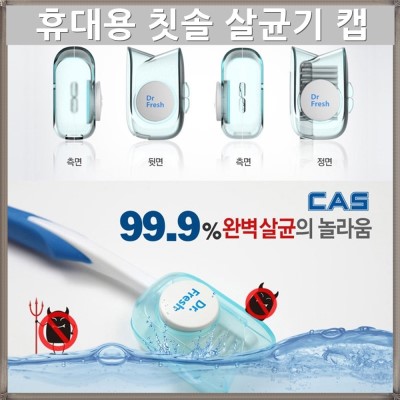 휴대용 칫솔 살균기 캡
Dr
Fresh
Dr
Fresh
측면
뒷면
측면
정면
CAS
99.9% 완벽살균의 놀라움
Dr.
Fresh